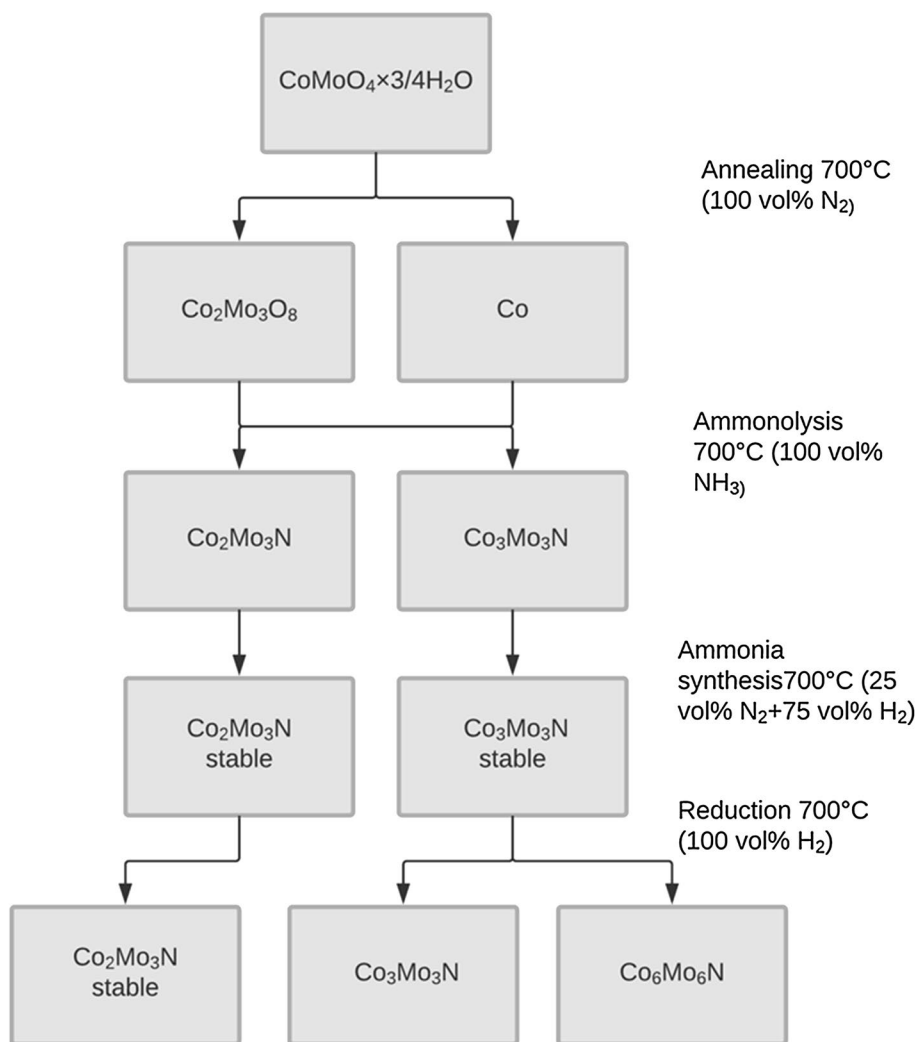 CoMoO₄×3/4H₂O
Annealing 700°C
(100 vol% N₂)
Co₂Mo₃O₈
Co
Ammonolysis
700°C (100 vol%
NH₃)
Co₂Mo₃N
Co₃Mo₃N
Ammonia
synthesis700°C (25
vol% N₂+75 vol% H₂)
Co₂Mo₃N
stable
Co₃Mo₃N
stable
Reduction 700°C
(100 vol% H₂)
Co₂Mo₃N
stable
Co₃Mo₃N
Co₆Mo₆N